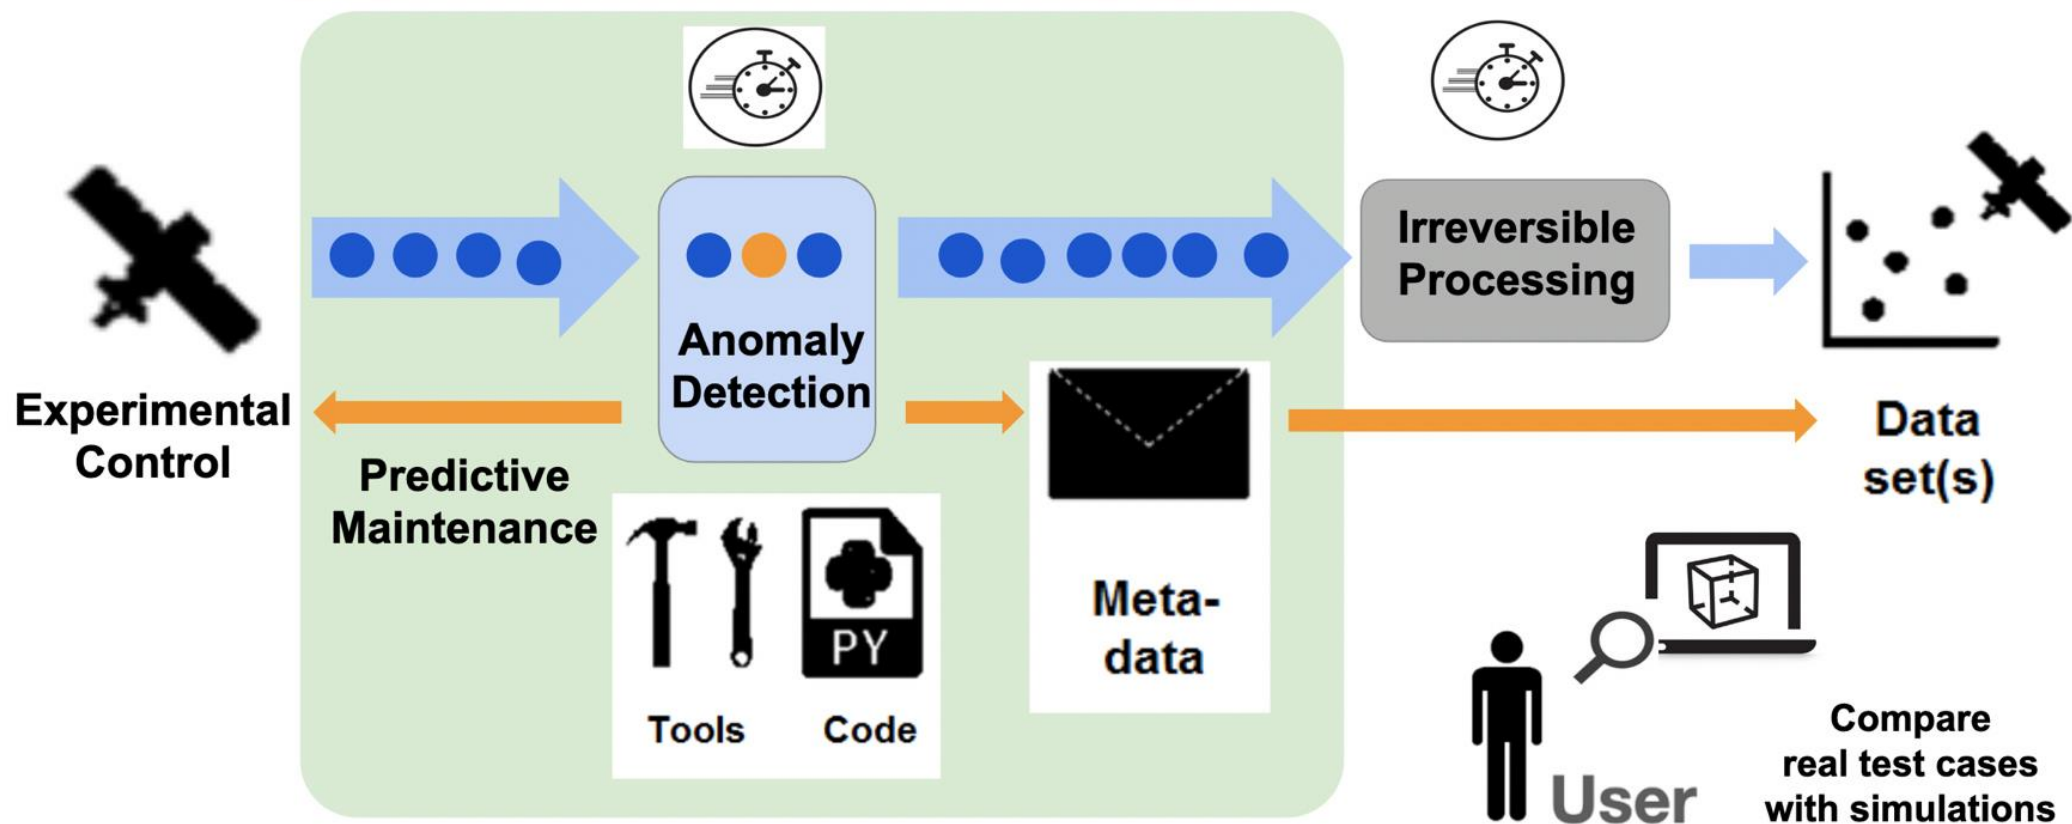 Experimental
Control
Predictive
Maintenance
Anomaly
Detection
PY
Tools
Code
Meta-
data
Irreversible
Processing
Data
set(s)
User
Compare
real test cases
with simulations